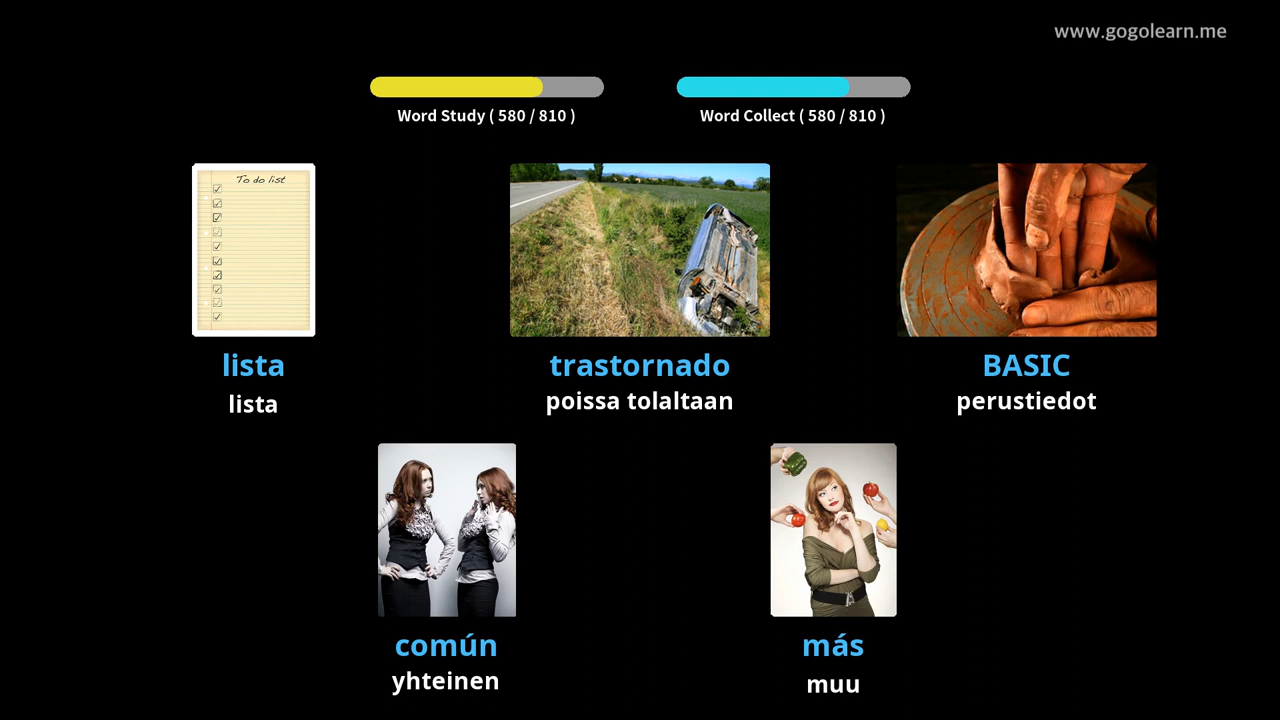 www.gogolearn.me
Word Study ( 580 / 810 )
Word Collect ( 580 / 810 )
To do list
lista
lista
trastornado
poissa tolaltaan
BASIC
perustiedot
común
yhteinen
más
muu